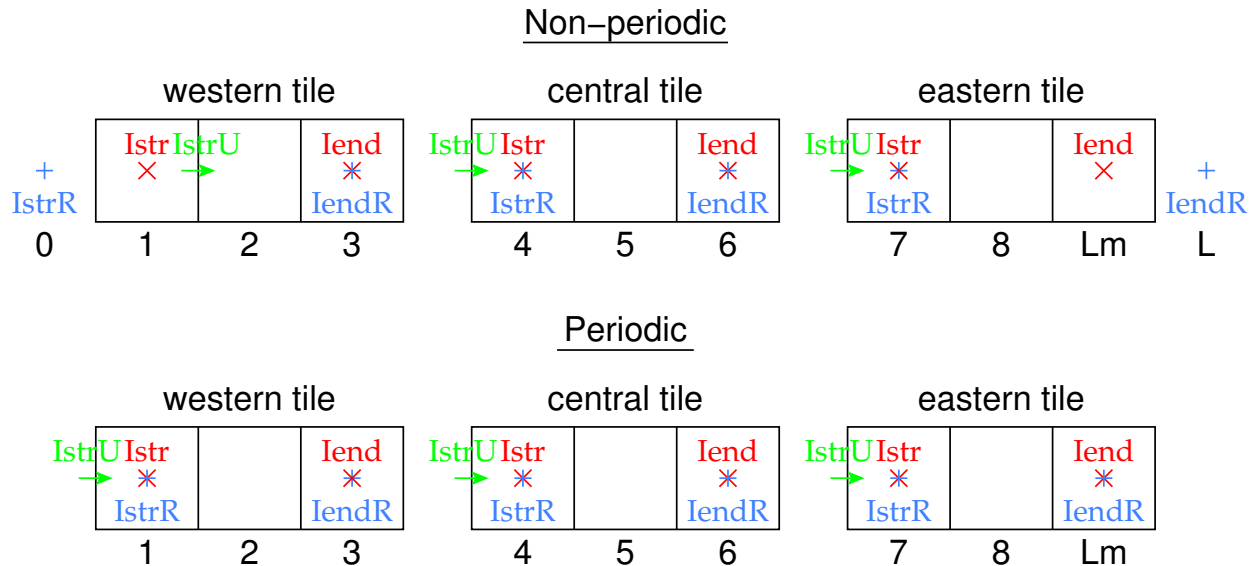 Non−periodic
western tile central tile eastern tile
Istr IstrU Iend IstrU Istr Iend IstrU Istr Iend
IstrR IendR IstrR IendR IstrR IendR
0 1 2 3 4 5 6 7 8 Lm L
Periodic
western tile central tile eastern tile
IstrU Istr Iend IstrU Istr Iend IstrU Istr Iend
IstrR IendR IstrR IendR IstrR IendR
1 2 3 4 5 6 7 8 Lm